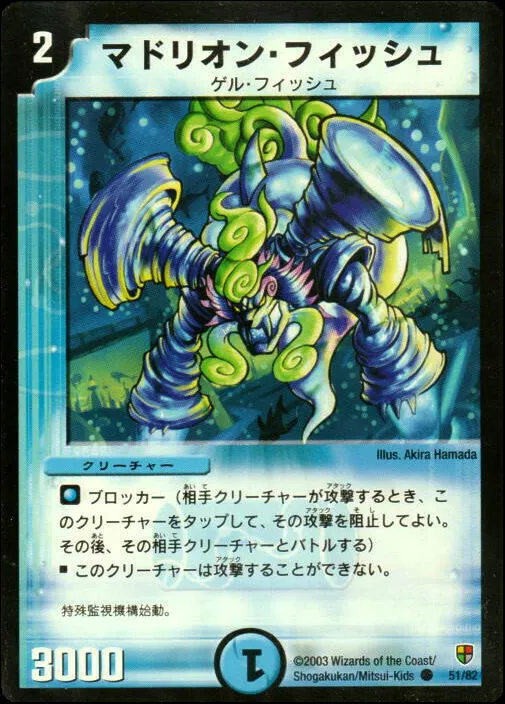 2
マドリオン・フィッシュ
ゲル・フィッシュ
Illus. Akira Hamada
クリーチャー
ブロッカー（相手クリーチャーが攻撃するとき、こ
のクリーチャーをタップして、その攻撃を阻止してよい。
その後、その相手クリーチャーとバトルする）
■ このクリーチャーは攻撃することができない。
特殊監視機構始動。
3000
1
©2003 Wizards of the Coast/
Shogakukan/Mitsui-Kids
51/82